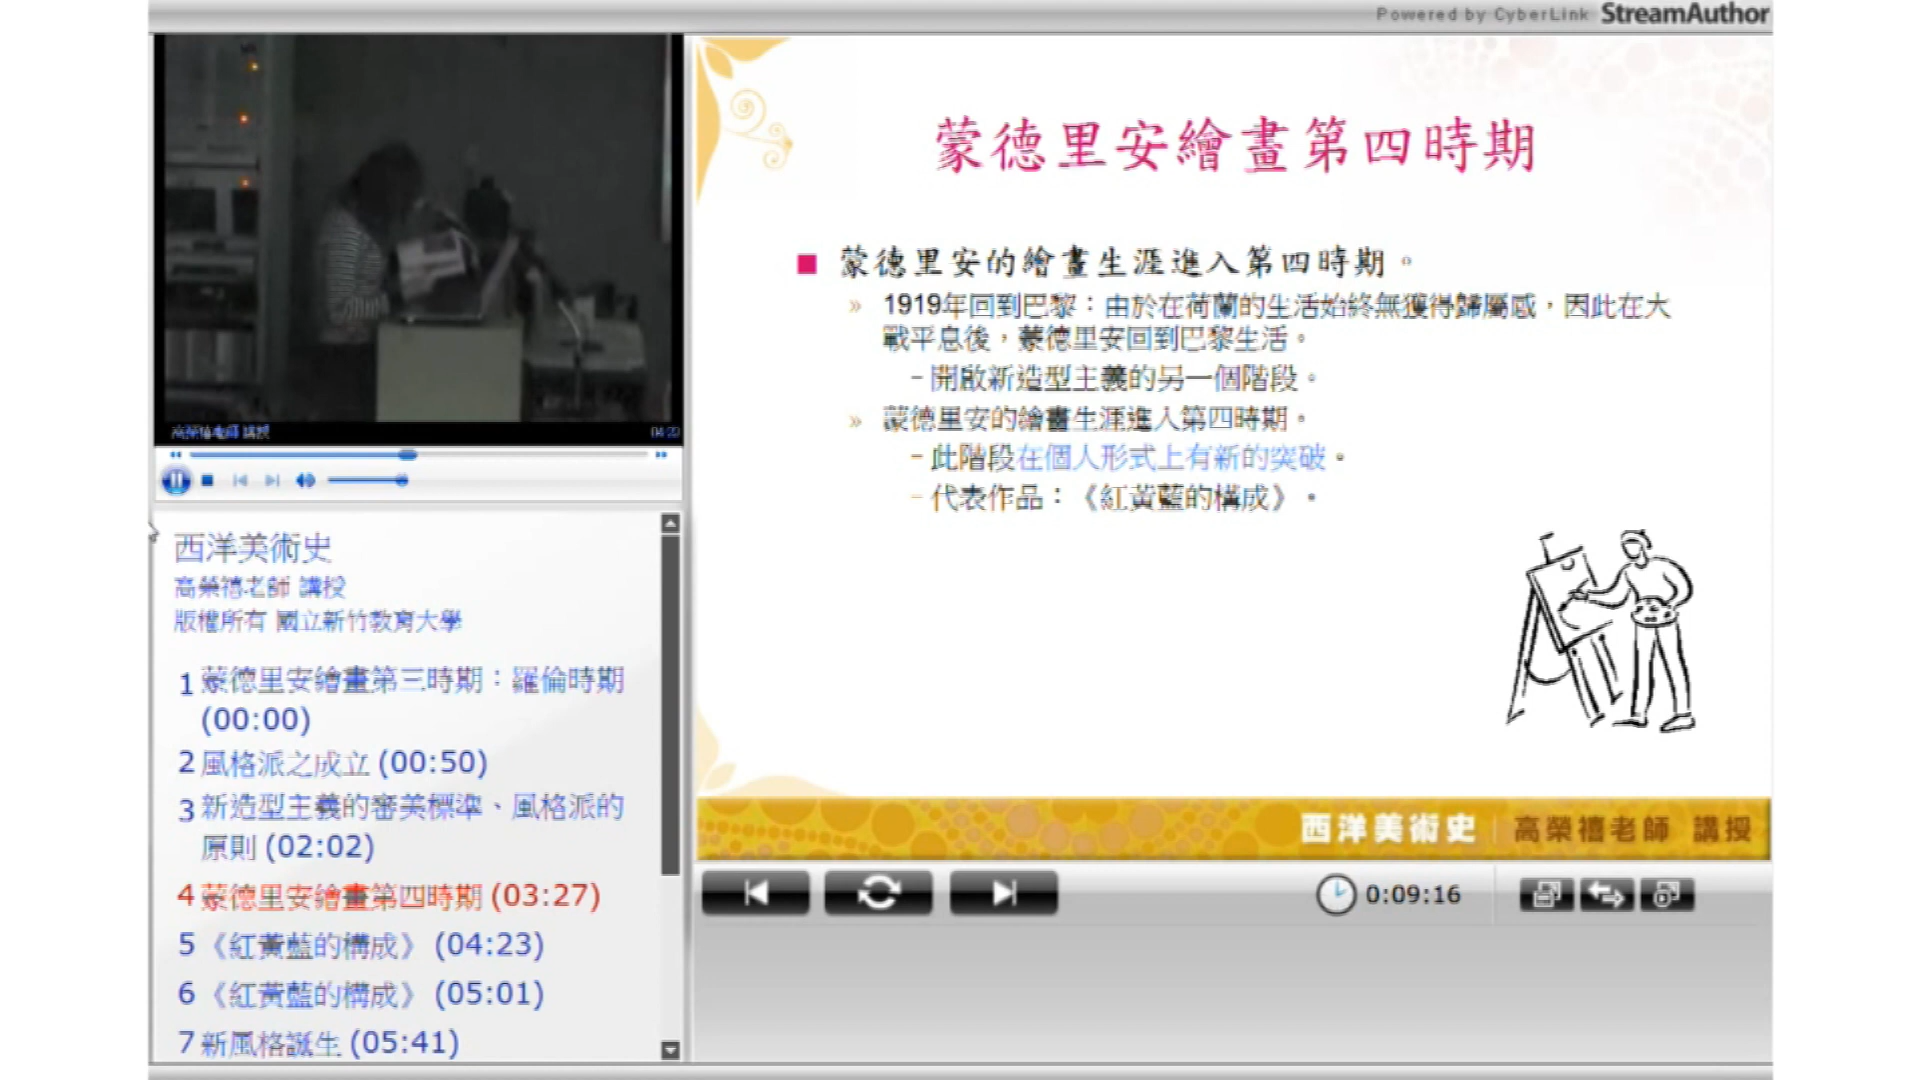 Powered by CyberLink StreamAuthor
蒙德里安繪畫第四時期
■ 蒙德里安的繪畫生涯進入第四時期。
» 1919年回到巴黎：由於在荷蘭的生活始終無獲得歸屬感，因此在大
戰平息後，蒙德里安回到巴黎生活。
－開啟新造型主義的另一個階段。
» 蒙德里安的繪畫生涯進入第四時期。
－此階段在個人形式上有新的突破。
－代表作品：《紅黃藍的構成》。
西洋美術史 高榮禧老師 講授
0:09:16
高榮禧老師 講授
西洋美術史
高榮禧老師 講授
版權所有 國立新竹教育大學
1 蒙德里安繪畫第三時期：羅倫時期
(00:00)
2 風格派之成立 (00:50)
3 新造型主義的審美標準、風格派的
原則 (02:02)
4 蒙德里安繪畫第四時期 (03:27)
5 《紅黃藍的構成》 (04:23)
6 《紅黃藍的構成》 (05:01)
7 新風格誕生 (05:41)